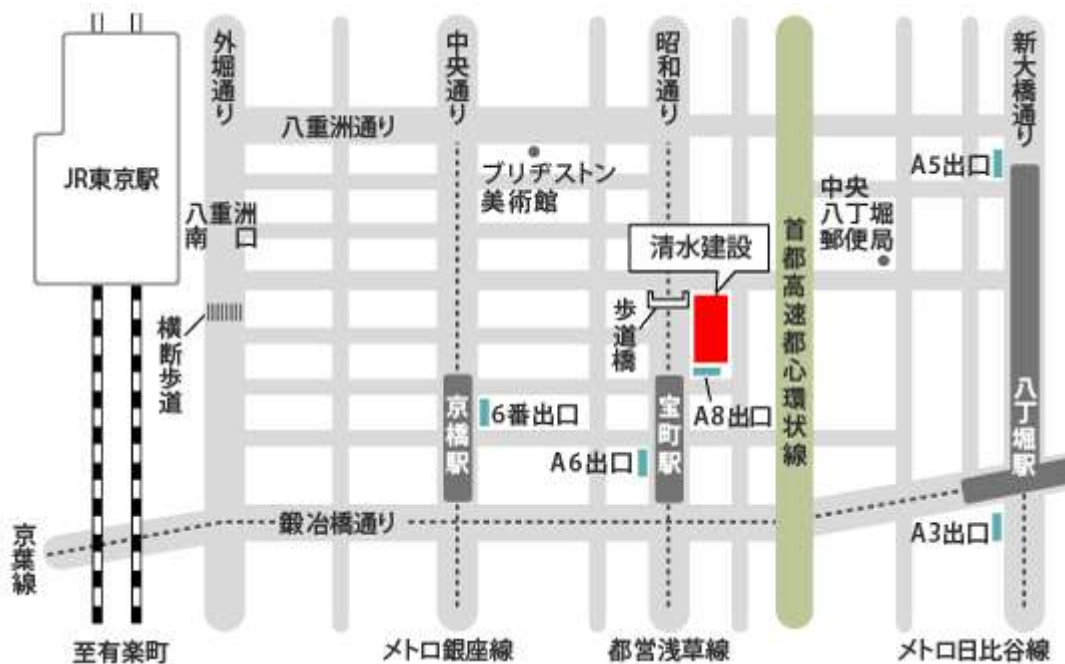 外堀通り
中央通り
昭和通り
新大橋通り
八重洲通り
JR東京駅
ブリヂストン
美術館
A5出口
中央
八丁堀
郵便局
八重洲
南口
清水建設
首都高速都心環状線
横断歩道
歩道橋
京橋駅
6番出口
宝町駅
A8出口
A6出口
八丁堀駅
鍛冶橋通り
A3出口
京葉線
至有楽町
メトロ銀座線
都営浅草線
メトロ日比谷線